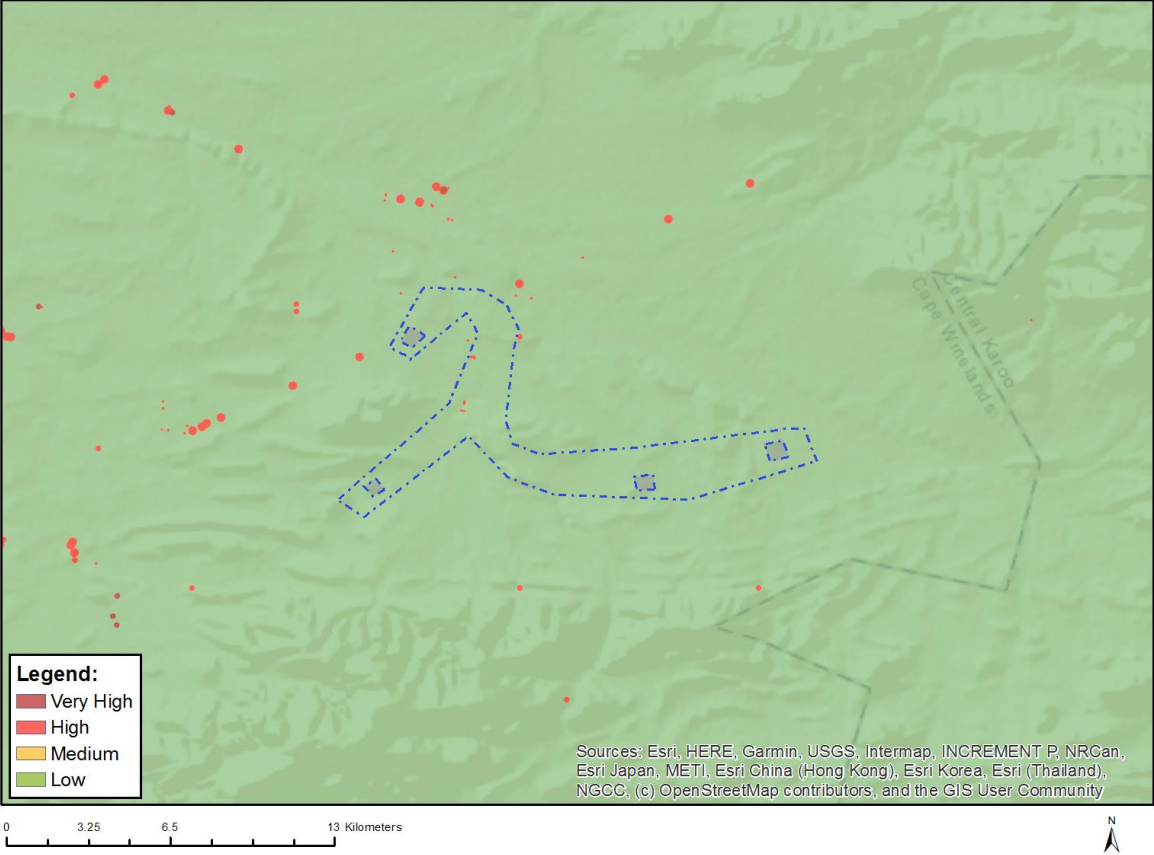 Central Karoo
Cape Winelands
Legend:
Very High
High
Medium
Low
Sources: Esri, HERE, Garmin, USGS, Intermap, INCREMENT P, NRCan,
Esri Japan, METI, Esri China (Hong Kong), Esri Korea, Esri (Thailand),
NGCC, (c) OpenStreetMap contributors, and the GIS User Community
0 3.25 6.5 13 Kilometers
N